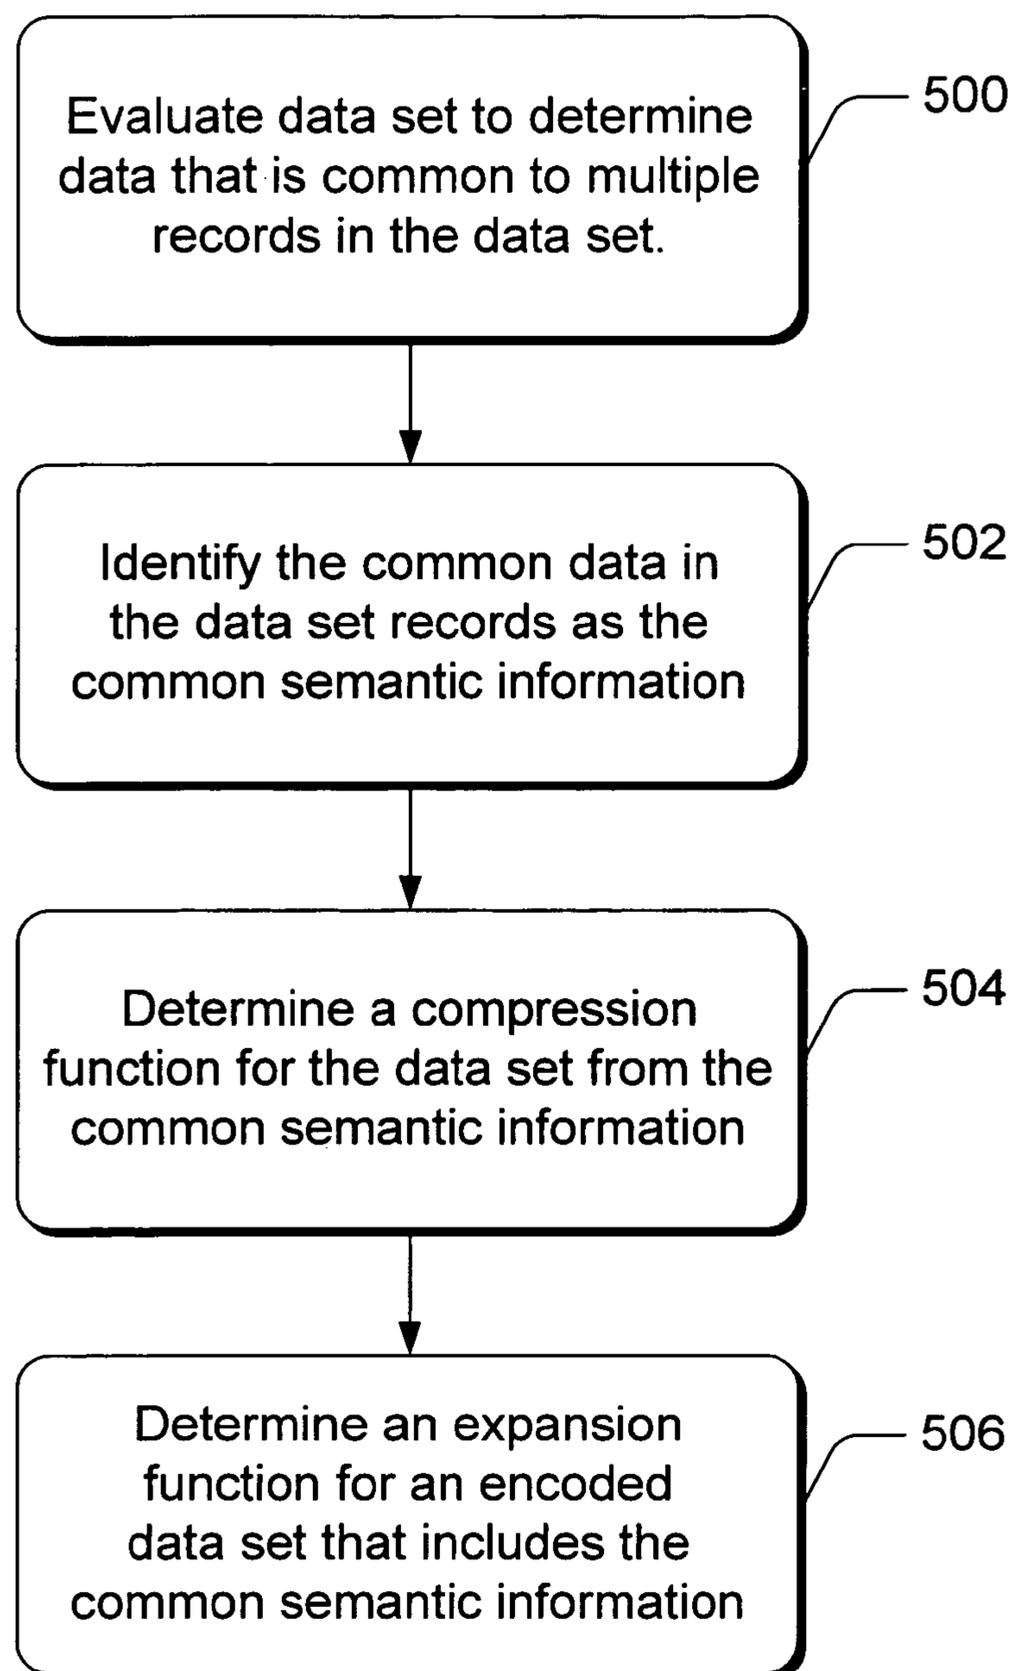 Evaluate data set to determine
data that is common to multiple
records in the data set.
500
Identify the common data in
the data set records as the
common semantic information
502
Determine a compression
function for the data set from the
common semantic information
504
Determine an expansion
function for an encoded
data set that includes the
common semantic information
506